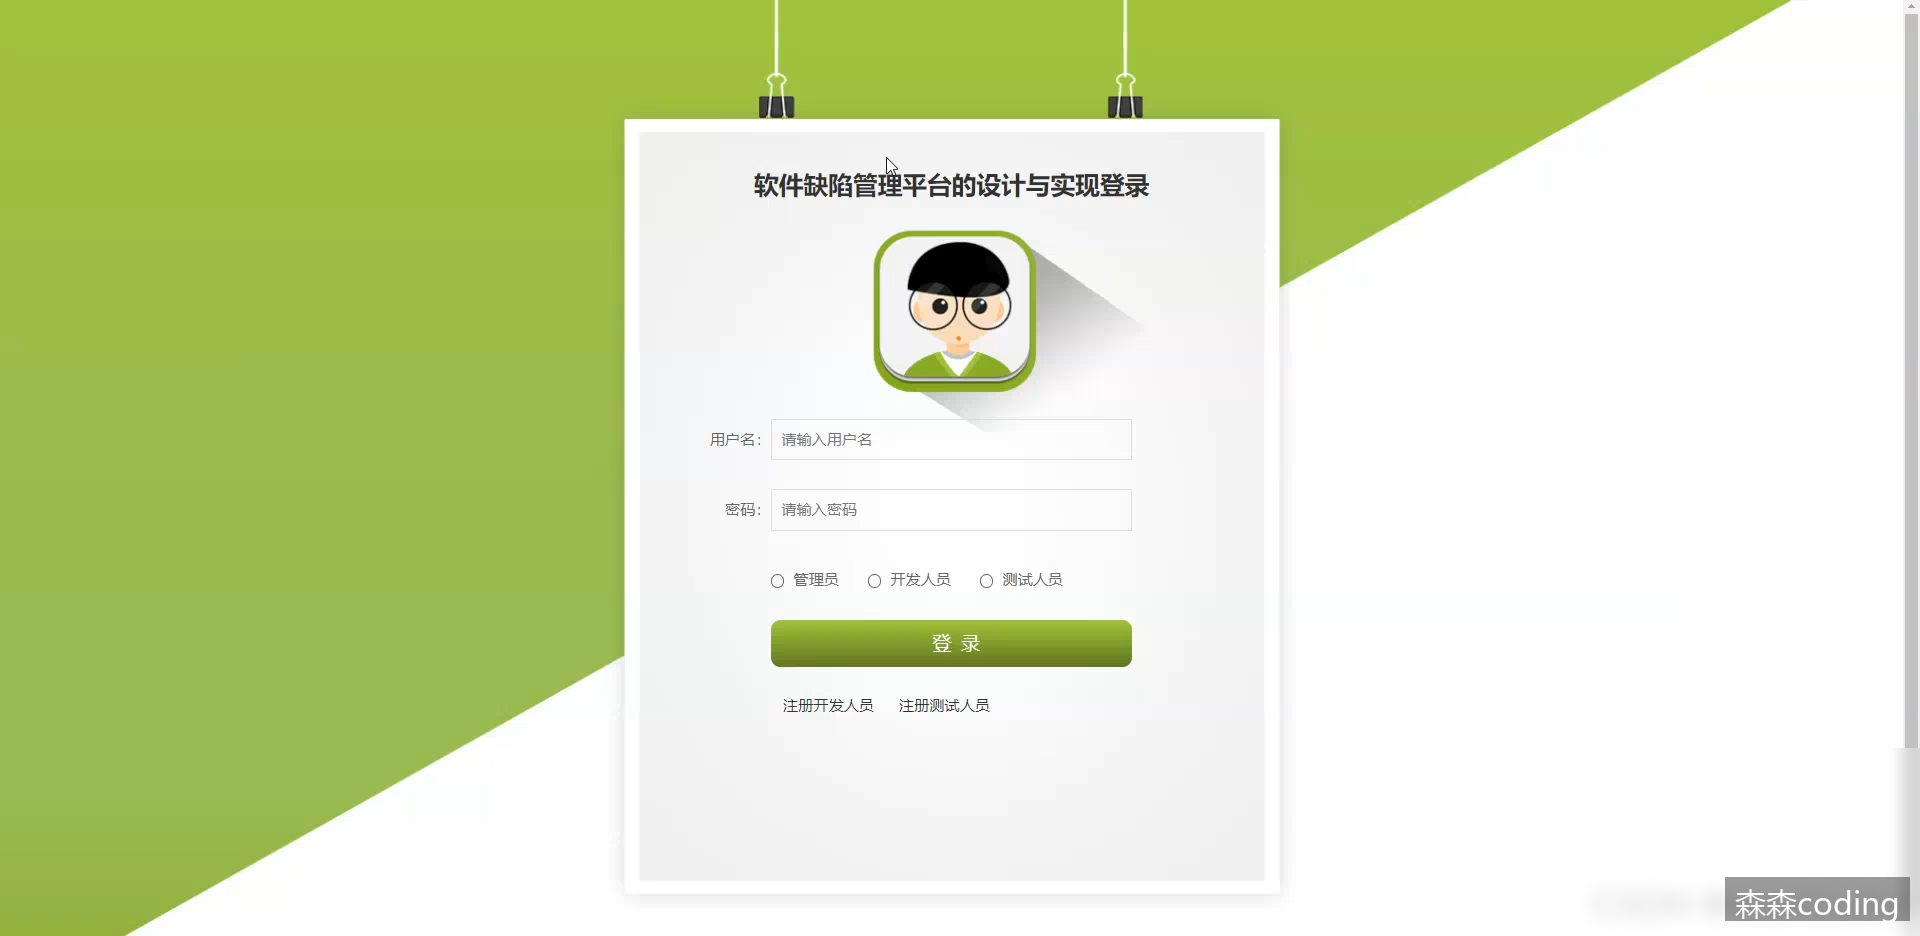 软件缺陷管理平台的设计与实现登录
用户名: 请输入用户名
密码: 请输入密码
管理员 开发人员 测试人员
登 录
注册开发人员 注册测试人员
森森coding